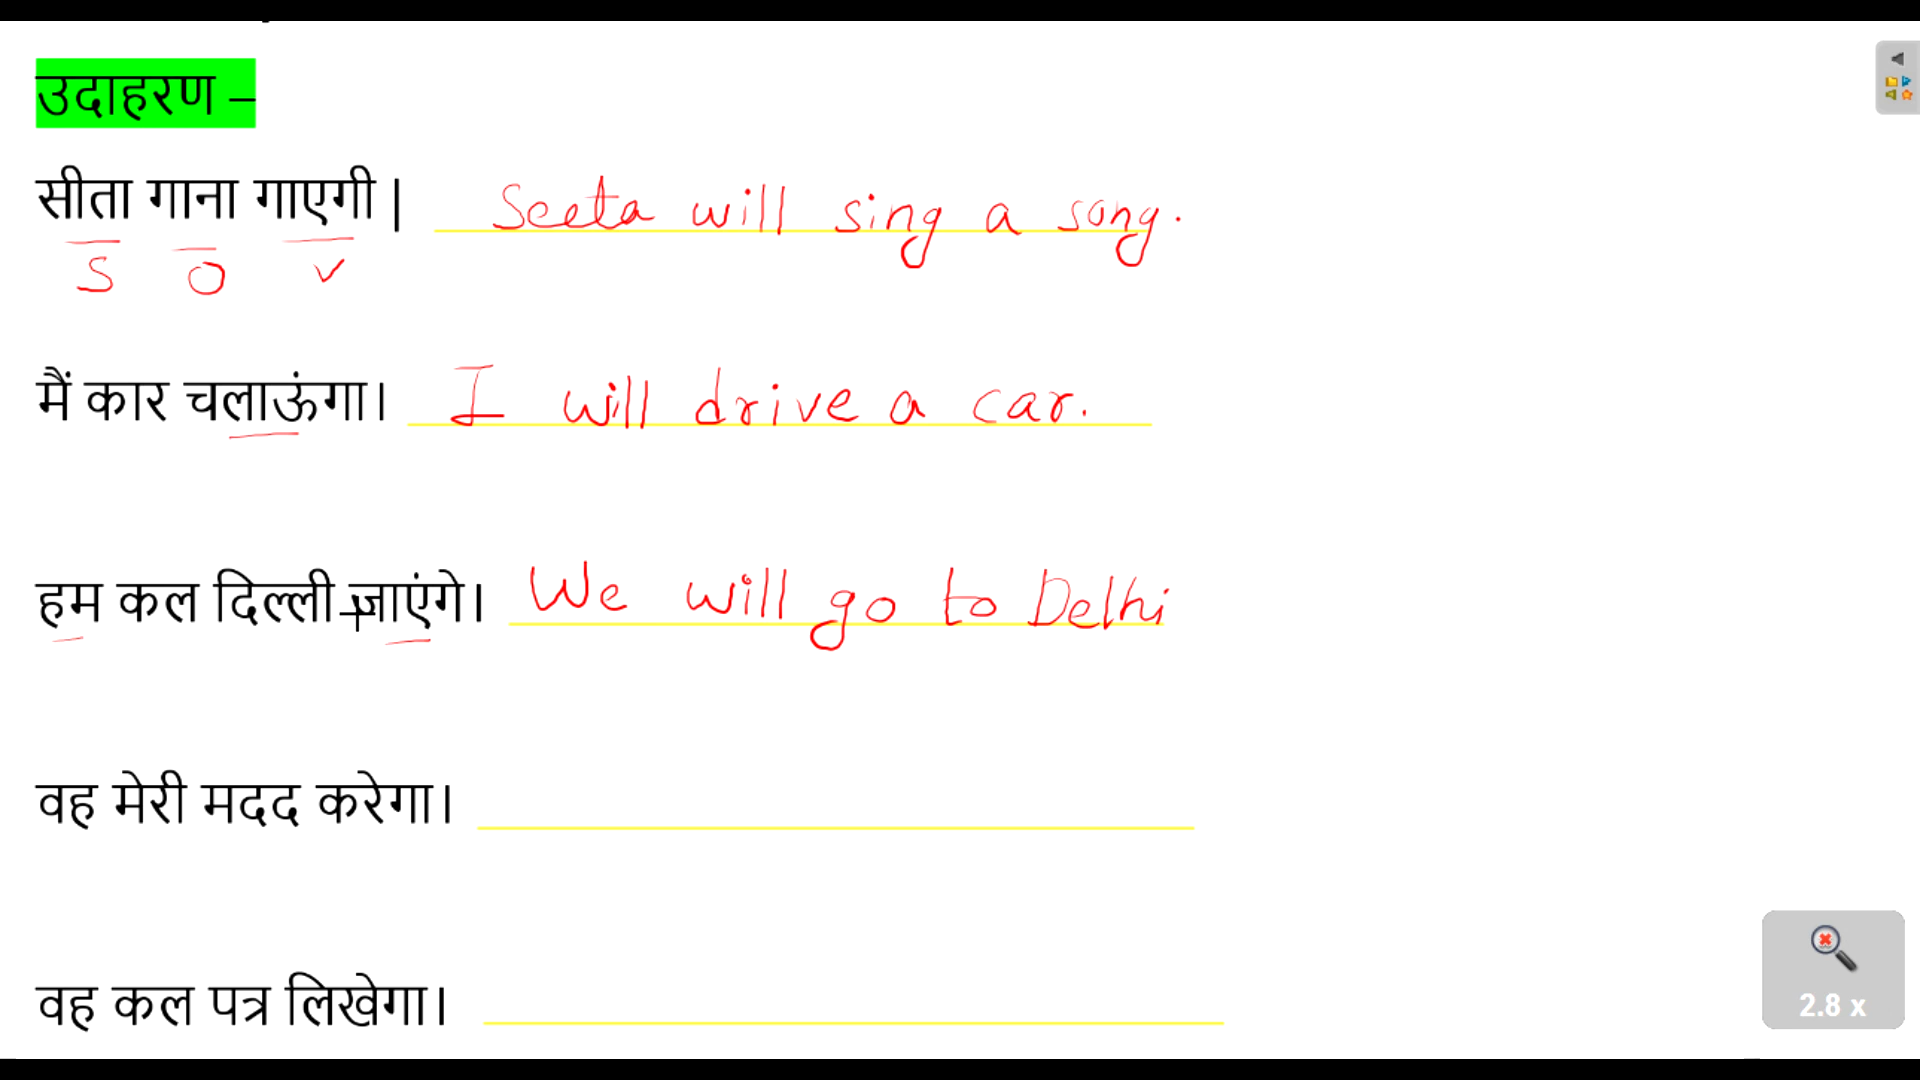 उदाहरण –
सीता गाना गाएगी | Seeta will sing a song.
S O V
मैं कार चलाऊंगा। I will drive a car.
हम कल दिल्ली जाएंगे। We will go to Delhi
वह मेरी मदद करेगा।
वह कल पत्र लिखेगा।
2.8 x